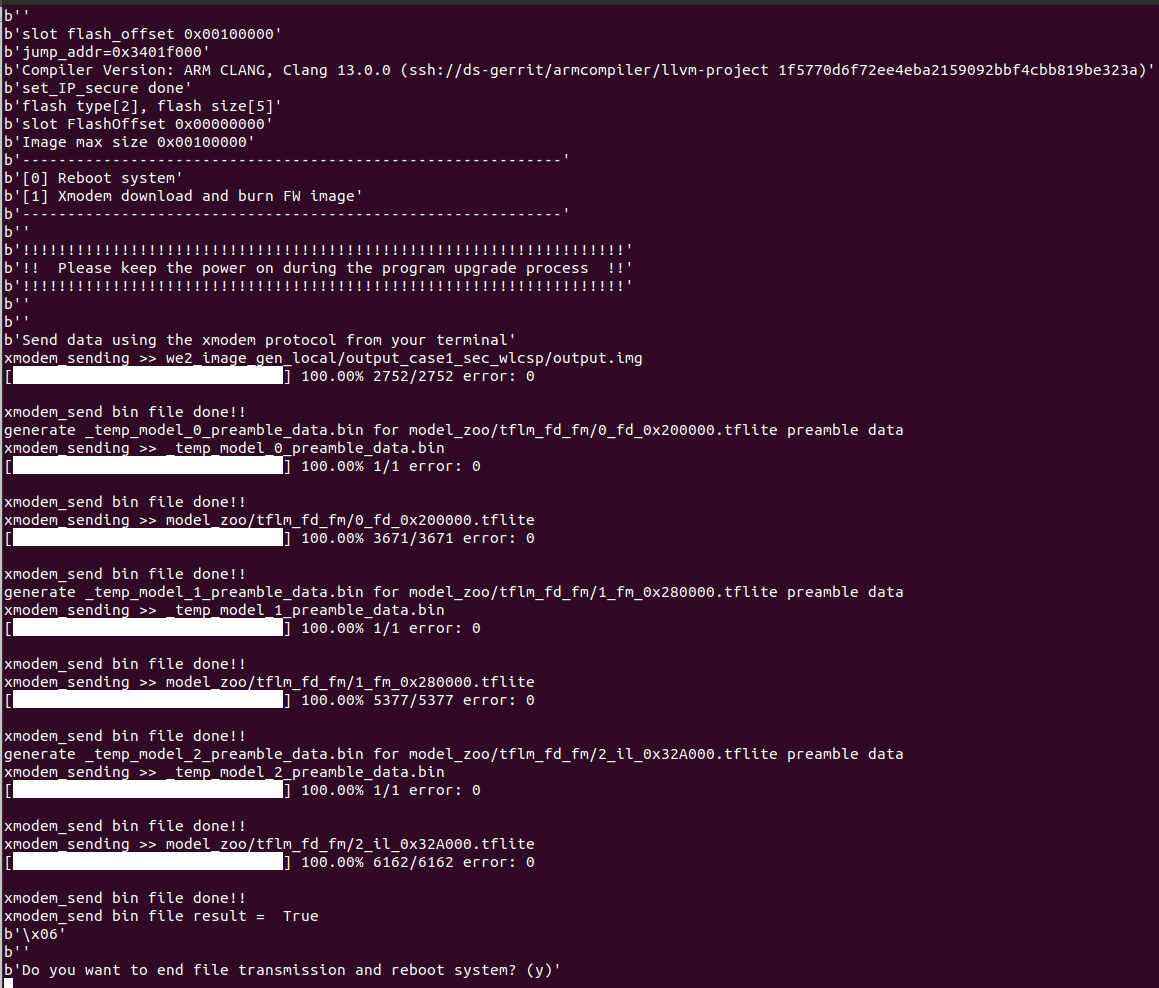 b''
b'slot flash_offset 0x00100000'
b'jump_addr=0x3401f000'
b'Compiler Version: ARM CLANG, Clang 13.0.0 (ssh://ds-gerrit/armcompiler/llvm-project 1f5770d6f72ee4eba2159092bbf4cbb819be323a)'
b'set_IP_secure done'
b'flash type[2], flash size[5]'
b'slot FlashOffset 0x00000000'
b'Image max size 0x00100000'
b'------------------------------------------------------------'
b'[0] Reboot system'
b'[1] Xmodem download and burn FW image'
b'------------------------------------------------------------'
b''
b'!!!!!!!!!!!!!!!!!!!!!!!!!!!!!!!!!!!!!!!!!!!!!!!!!!!!!!!!!!!!!!!!!!!'
b'!!  Please keep the power on during the program upgrade process  !!'
b'!!!!!!!!!!!!!!!!!!!!!!!!!!!!!!!!!!!!!!!!!!!!!!!!!!!!!!!!!!!!!!!!!!!'
b''
b''
b'Send data using the xmodem protocol from your terminal'
xmodem_sending >> we2_image_gen_local/output_case1_sec_wlcsp/output.img
[                              ] 100.00% 2752/2752 error: 0
xmodem_send bin file done!!
generate _temp_model_0_preamble_data.bin for model_zoo/tflm_fd_fm/0_fd_0x200000.tflite preamble data
xmodem_sending >> _temp_model_0_preamble_data.bin
[                              ] 100.00% 1/1 error: 0
xmodem_send bin file done!!
xmodem_sending >> model_zoo/tflm_fd_fm/0_fd_0x200000.tflite
[                              ] 100.00% 3671/3671 error: 0
xmodem_send bin file done!!
generate _temp_model_1_preamble_data.bin for model_zoo/tflm_fd_fm/1_fm_0x280000.tflite preamble data
xmodem_sending >> _temp_model_1_preamble_data.bin
[                              ] 100.00% 1/1 error: 0
xmodem_send bin file done!!
xmodem_sending >> model_zoo/tflm_fd_fm/1_fm_0x280000.tflite
[                              ] 100.00% 5377/5377 error: 0
xmodem_send bin file done!!
generate _temp_model_2_preamble_data.bin for model_zoo/tflm_fd_fm/2_il_0x32A000.tflite preamble data
xmodem_sending >> _temp_model_2_preamble_data.bin
[                              ] 100.00% 1/1 error: 0
xmodem_send bin file done!!
xmodem_sending >> model_zoo/tflm_fd_fm/2_il_0x32A000.tflite
[                              ] 100.00% 6162/6162 error: 0
xmodem_send bin file done!!
xmodem_send bin file result =  True
b'\x06'
b''
b'Do you want to end file transmission and reboot system? (y)'